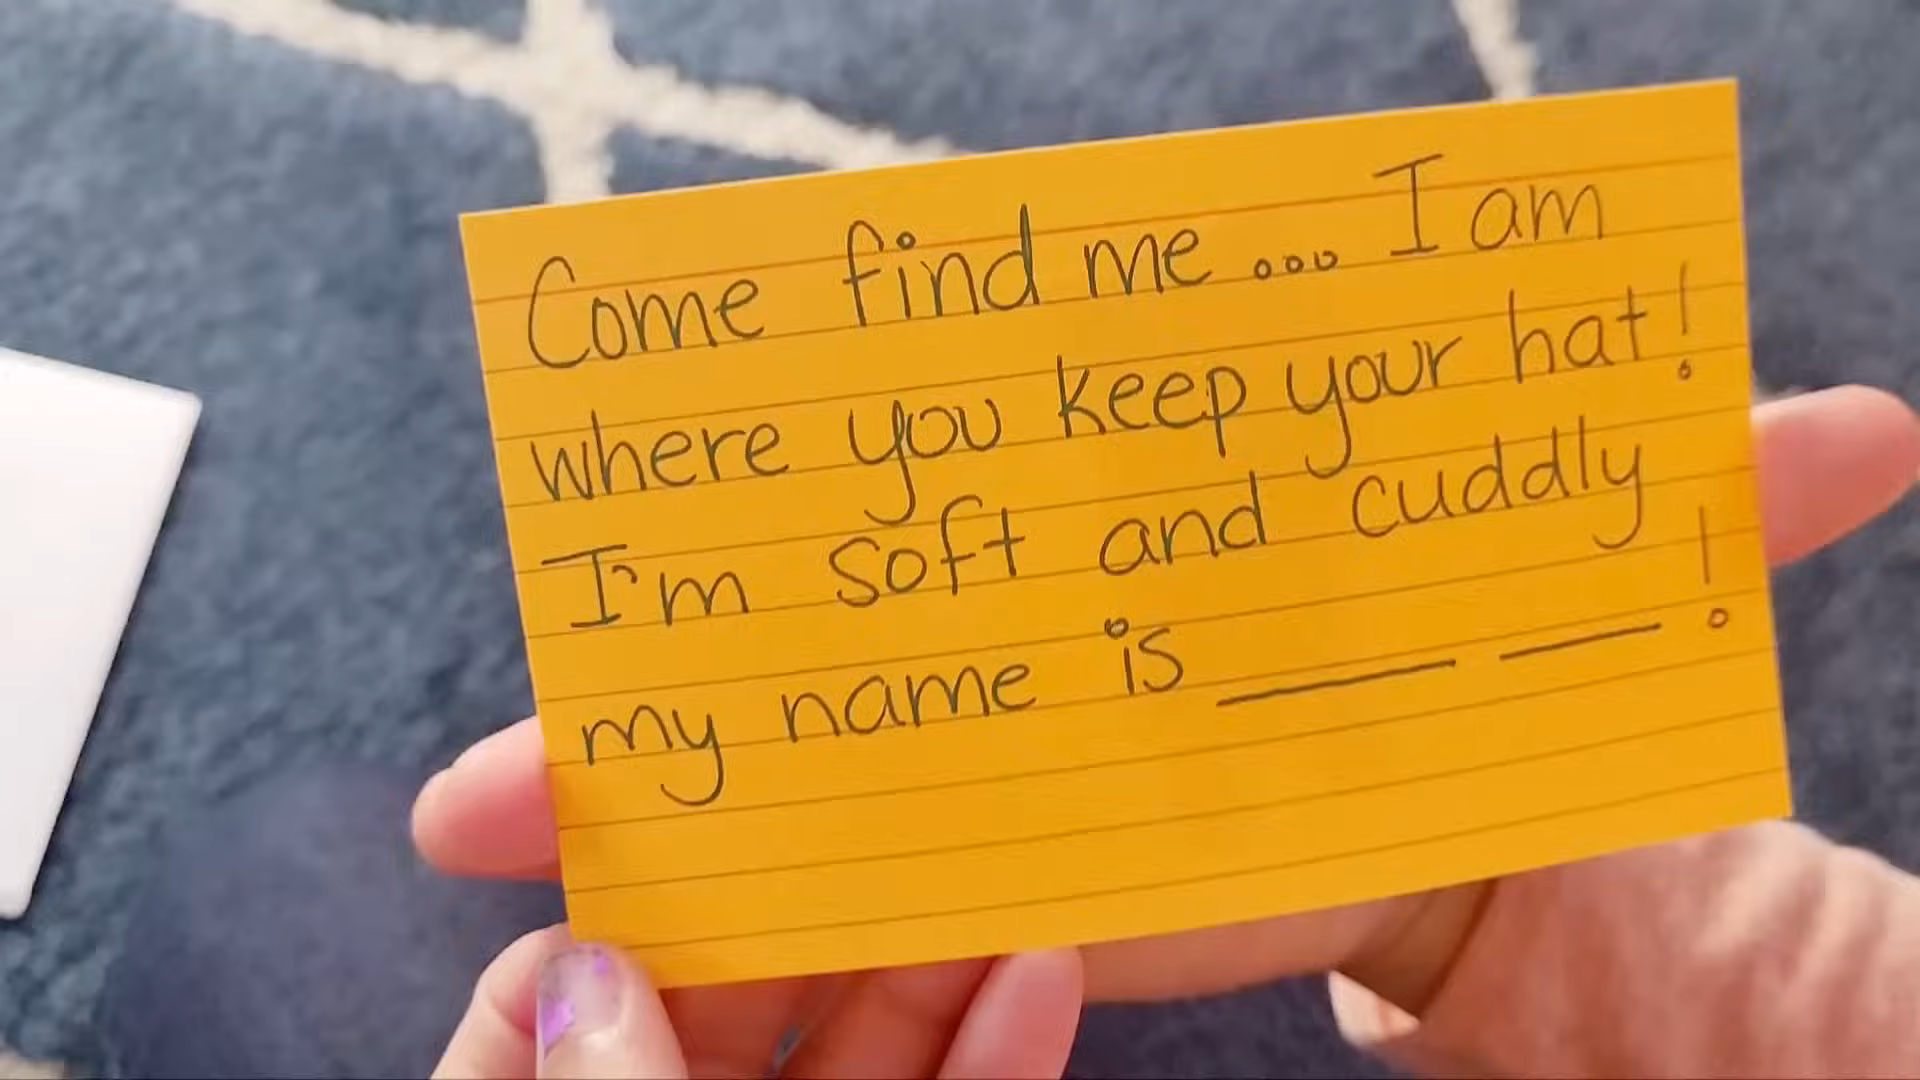 Come find me... I am
where you keep your hat!
I'm soft and cuddly
my name is ____ ____!